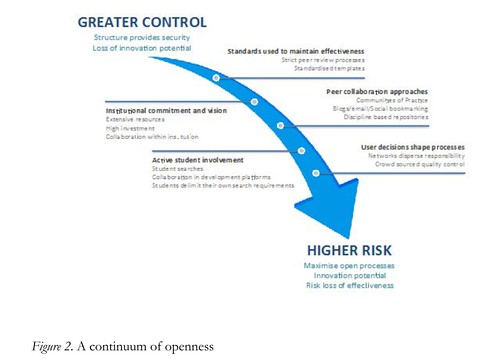 GREATER CONTROL
Structure provides security
Loss of innovation potential
Standards used to maintain effectiveness
Strict peer review processes
Standardised templates
Peer collaboration approaches
Communities of Practice
Blogs/email/Social bookmarking
Discipline based repositories
Institutional commitment and vision
Extensive resources
High investment
Collaboration within institution
User decisions shape processes
Networks disperse responsibility
Crowd sourced quality control
Active student involvement
Student searches
Collaboration in development platforms
Students delimit their own search requirements
HIGHER RISK
Maximise open processes
Innovation potential
Risk loss of effectiveness
Figure 2. A continuum of openness